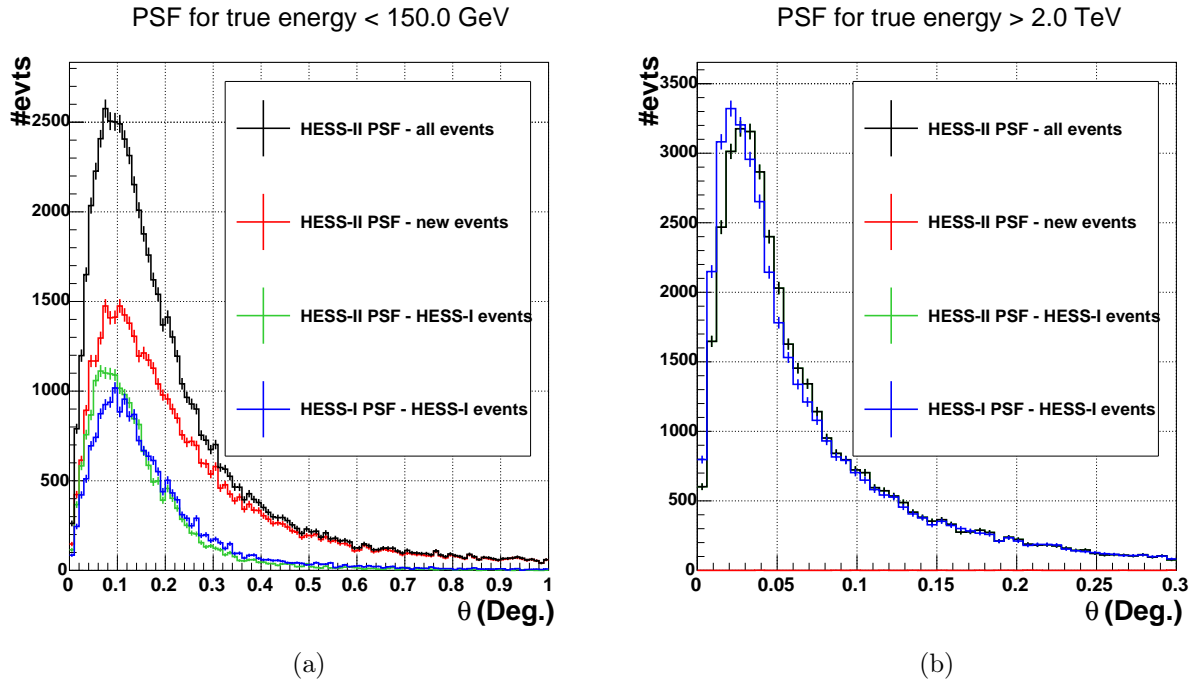 PSF for true energy < 150.0 GeV
#evts
2500
2000
1500
1000
500
0
HESS-II PSF - all events
HESS-II PSF - new events
HESS-II PSF - HESS-I events
HESS-I PSF - HESS-I events
0 0.1 0.2 0.3 0.4 0.5 0.6 0.7 0.8 0.9 1
θ (Deg.)
(a)
PSF for true energy > 2.0 TeV
#evts
3500
3000
2500
2000
1500
1000
500
0
HESS-II PSF - all events
HESS-II PSF - new events
HESS-II PSF - HESS-I events
HESS-I PSF - HESS-I events
0 0.05 0.1 0.15 0.2 0.25 0.3
θ (Deg.)
(b)